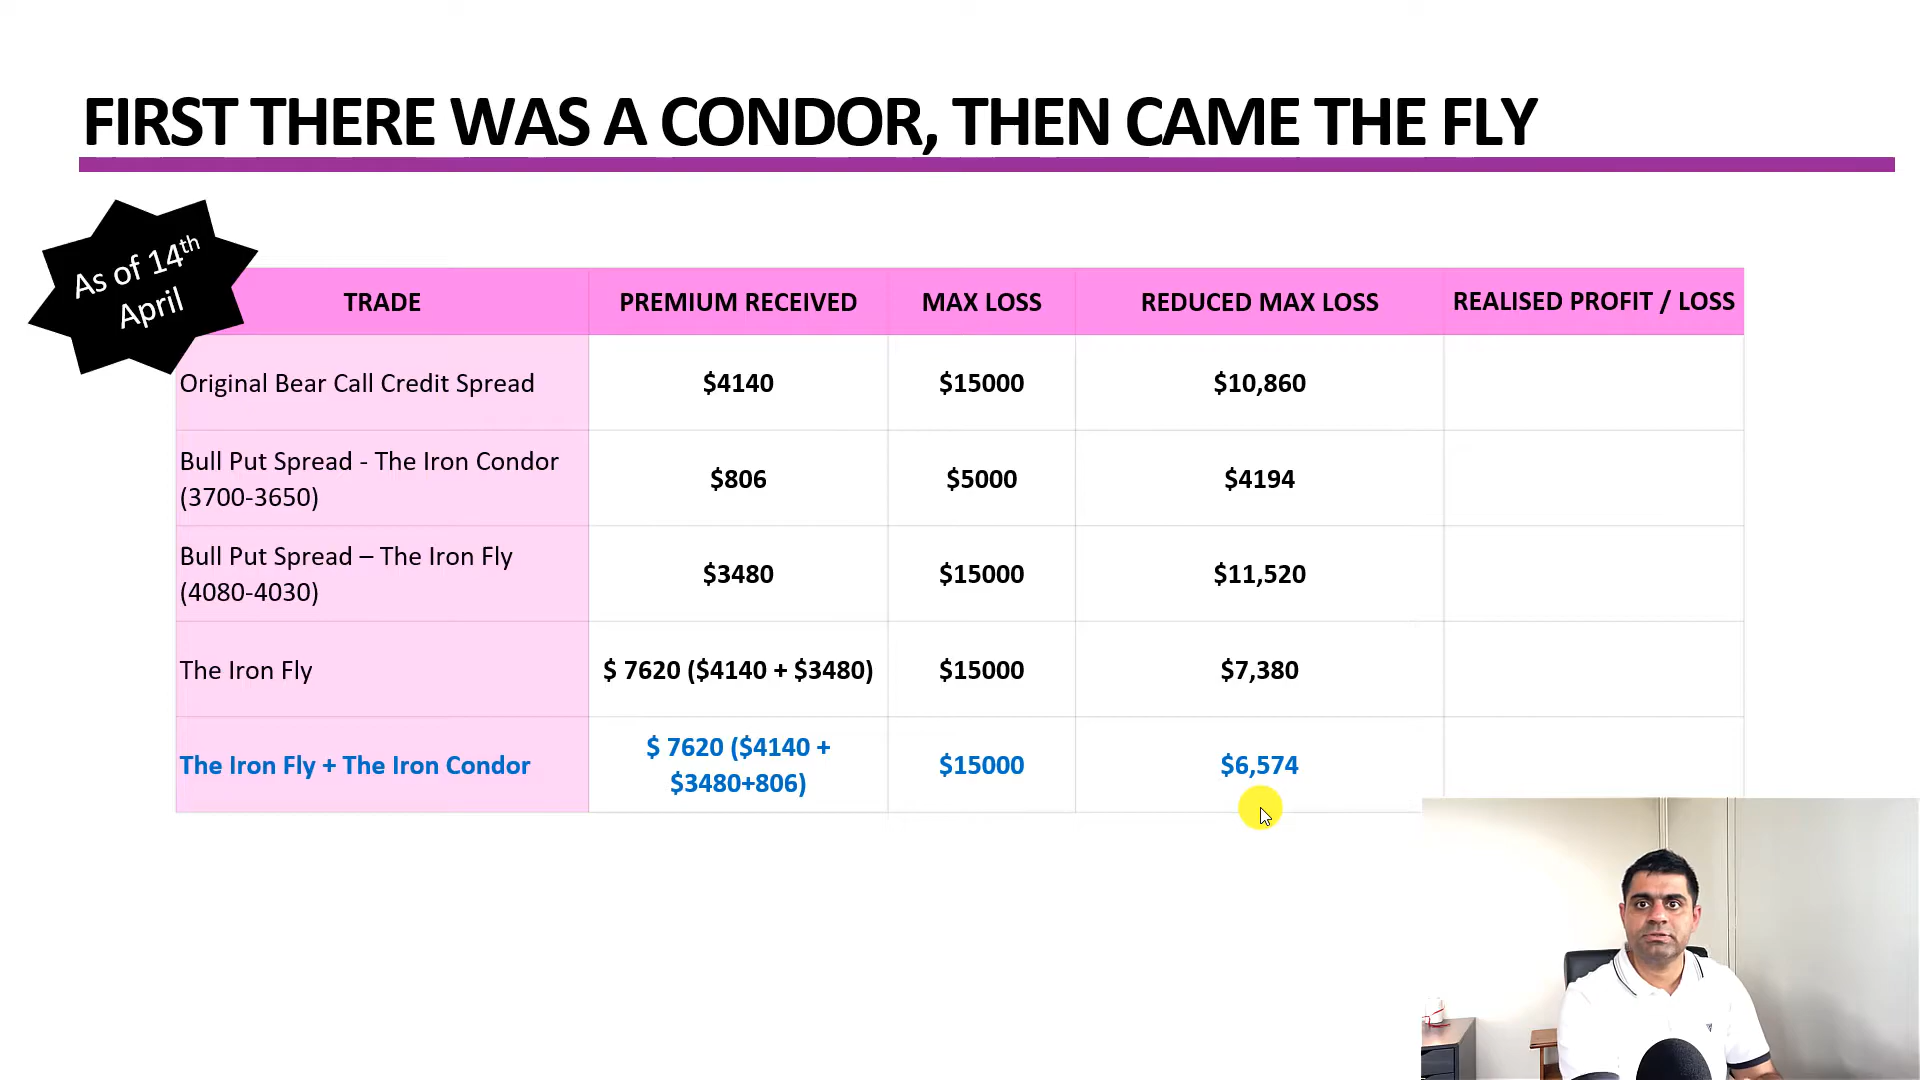 FIRST THERE WAS A CONDOR, THEN CAME THE FLY
As of 14th
April
TRADE PREMIUM RECEIVED MAX LOSS REDUCED MAX LOSS REALISED PROFIT / LOSS
Original Bear Call Credit Spread $4140 $15000 $10,860
Bull Put Spread - The Iron Condor
(3700-3650) $806 $5000 $4194
Bull Put Spread – The Iron Fly
(4080-4030) $3480 $15000 $11,520
The Iron Fly $ 7620 ($4140 + $3480) $15000 $7,380
The Iron Fly + The Iron Condor $ 7620 ($4140 +
$3480+806) $15000 $6,574